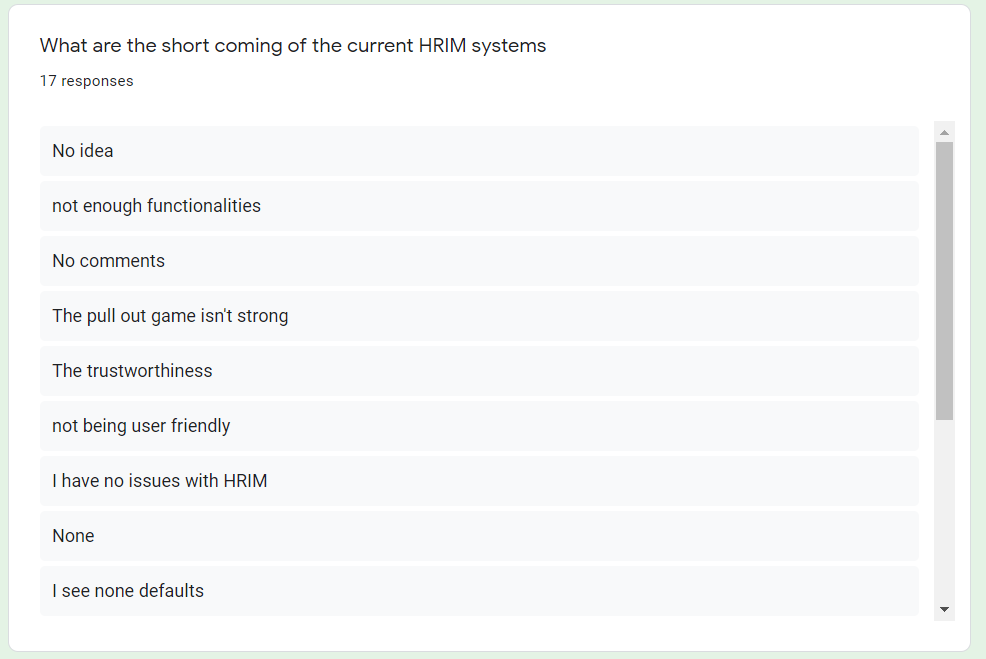 What are the short coming of the current HRIM systems
17 responses
No idea
not enough functionalities
No comments
The pull out game isn't strong
The trustworthiness
not being user friendly
I have no issues with HRIM
None
I see none defaults